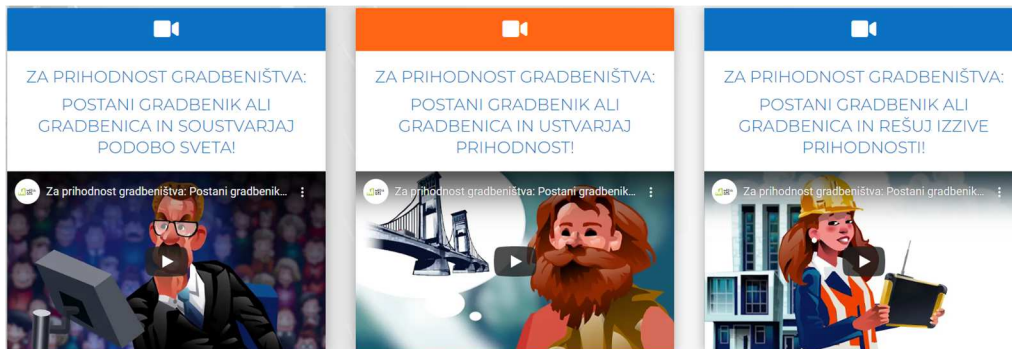 ZA PRIHODNOST GRADBENIŠTVA:
POSTANI GRADBENIK ALI
GRADBENICA IN SOUSTVARJAJ
PODOBO SVETA!
Za prihodnost gradbeništva: Postani gradbenik...
ZA PRIHODNOST GRADBENIŠTVA:
POSTANI GRADBENIK ALI
GRADBENICA IN USTVARJAJ
PRIHODNOST!
Za prihodnost gradbeništva: Postani gradbenik...
ZA PRIHODNOST GRADBENIŠTVA:
POSTANI GRADBENIK ALI
GRADBENICA IN REŠUJ IZZIVE
PRIHODNOSTI!
Za prihodnost gradbeništva: Postani gradbenik...